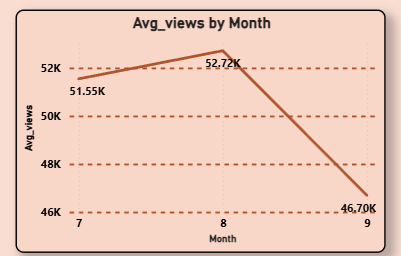 Avg_views by Month
52K
52.72K
51.55K
50K
Avg_views
48K
46.70K
46K
7
8
9
Month